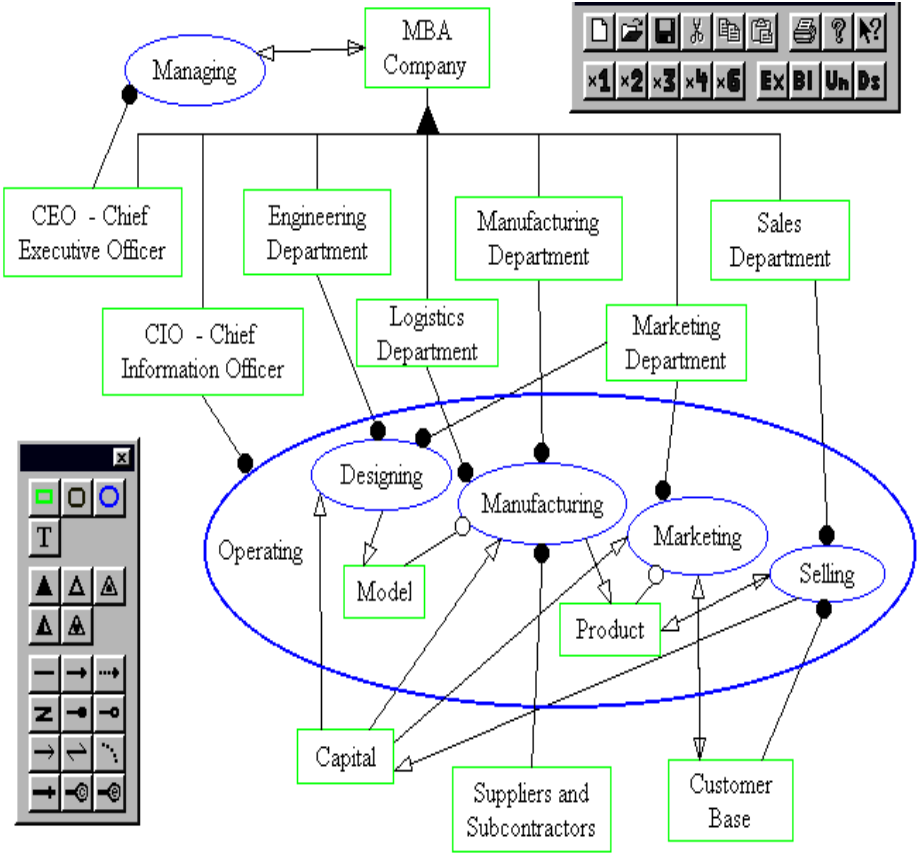 MBA
Company
Managing
×1 ×2 ×3 ×4 ×6 Ex Bl Un Ds
CEO - Chief
Executive Officer
Engineering
Department
Manufacturing
Department
Sales
Department
CIO - Chief
Information Officer
Logistics
Department
Marketing
Department
Designing
Manufacturing
Marketing
Operating
Selling
Model
Product
T
Capital
Suppliers and
Subcontractors
Customer
Base